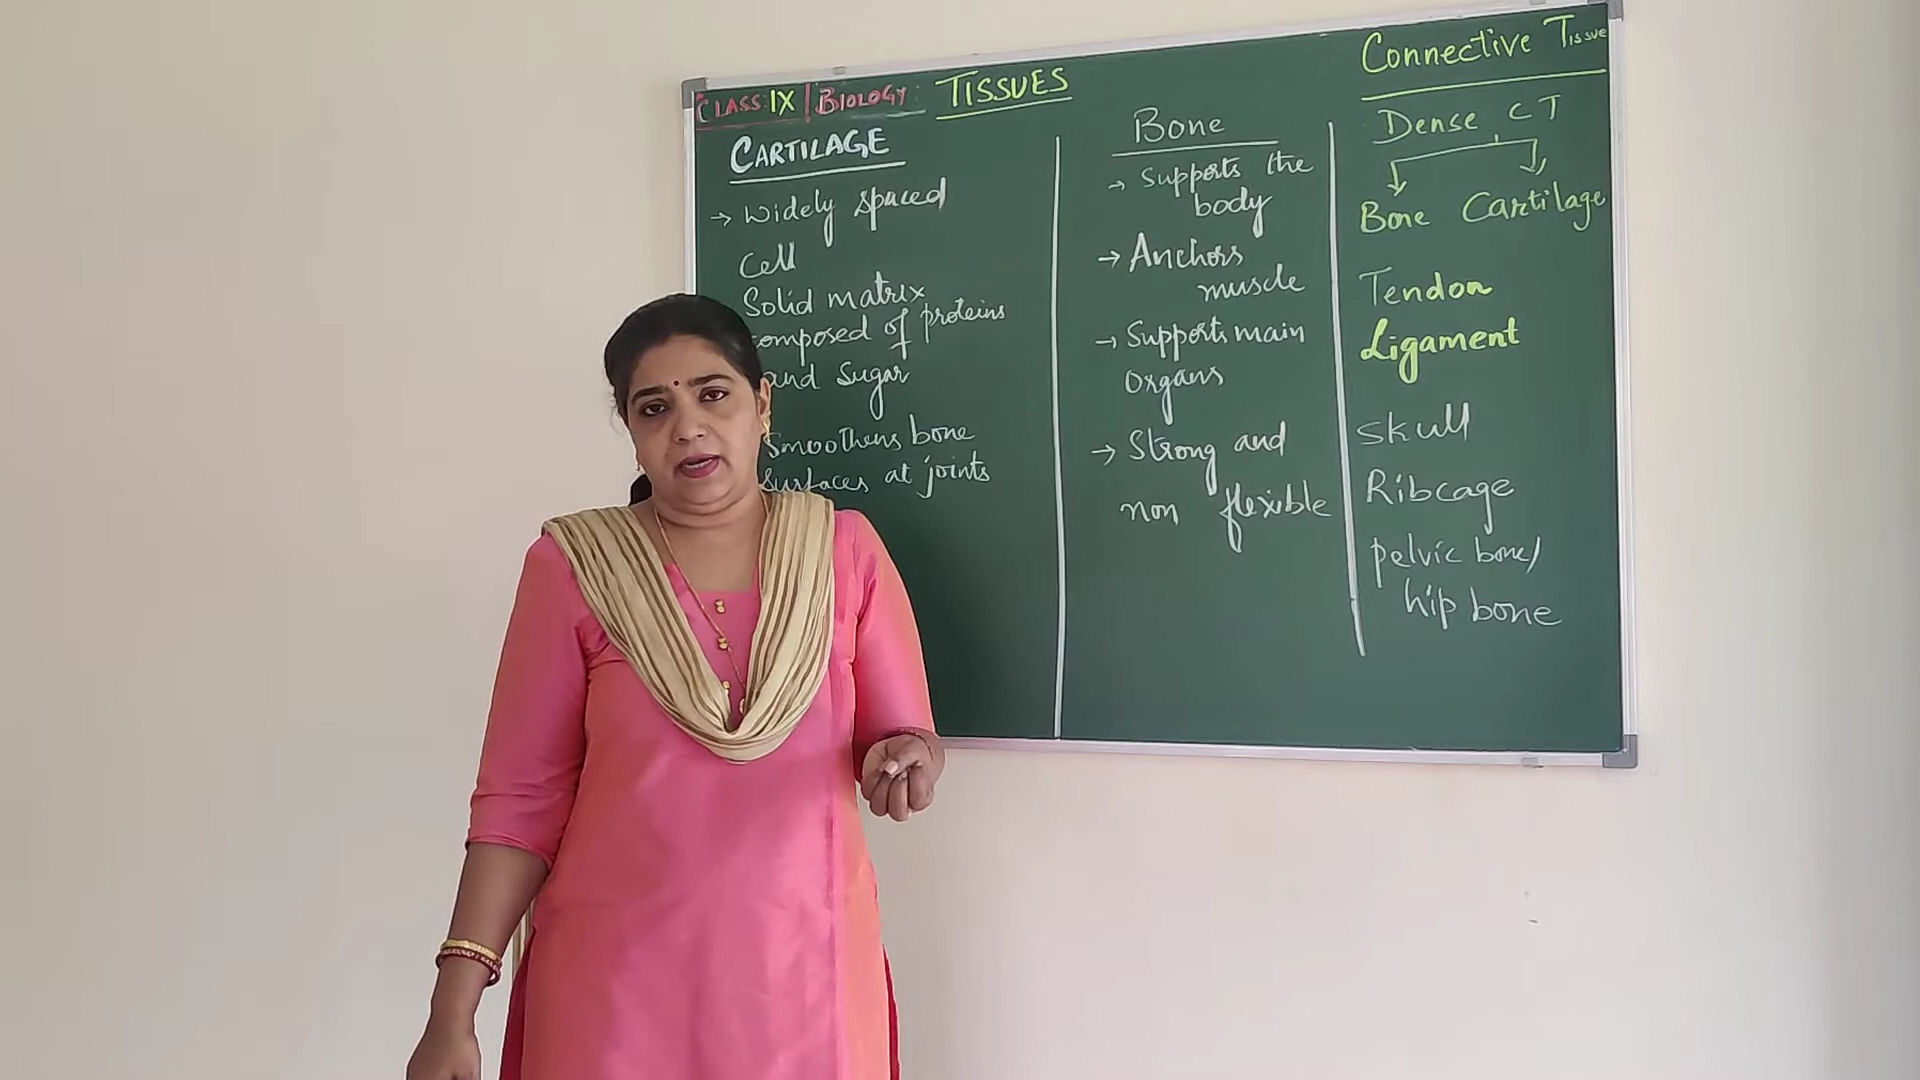 CLASS IX | BIOLOGY TISSUES
CARTILAGE
→ Widely spaced
Cell
Solid matrix
composed of proteins
and Sugar
Smoothens bone
Surfaces at joints
Bone
→ Supports the
body
→ Anchors
muscle
→ Supports main
Organs
→ Strong and
non flexible
Connective Tissue
Dense CT
Bone Cartilage
Tendon
Ligament
Skull
Ribcage
pelvic bone/
hip bone